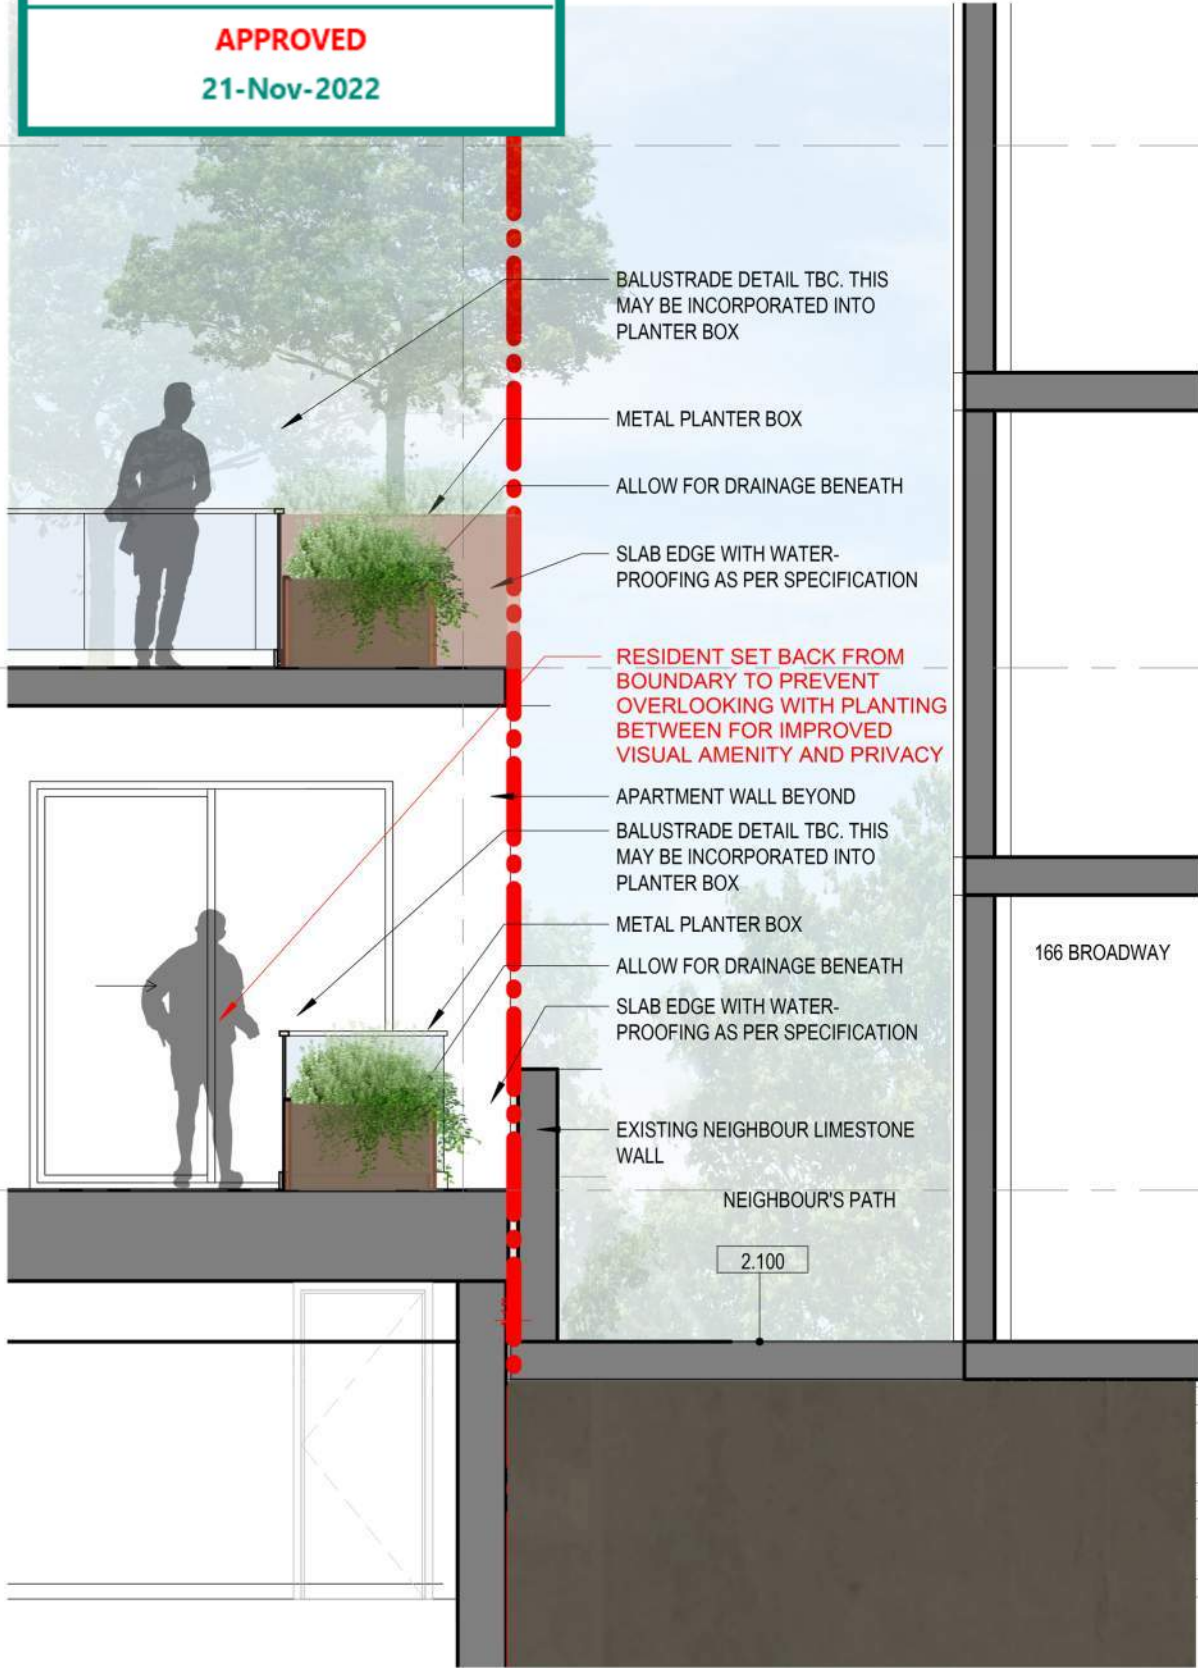 APPROVED
21-Nov-2022
BALUSTRADE DETAIL TBC. THIS
MAY BE INCORPORATED INTO
PLANTER BOX
METAL PLANTER BOX
ALLOW FOR DRAINAGE BENEATH
SLAB EDGE WITH WATER-
PROOFING AS PER SPECIFICATION
RESIDENT SET BACK FROM
BOUNDARY TO PREVENT
OVERLOOKING WITH PLANTING
BETWEEN FOR IMPROVED
VISUAL AMENITY AND PRIVACY
APARTMENT WALL BEYOND
BALUSTRADE DETAIL TBC. THIS
MAY BE INCORPORATED INTO
PLANTER BOX
METAL PLANTER BOX
166 BROADWAY
ALLOW FOR DRAINAGE BENEATH
SLAB EDGE WITH WATER-
PROOFING AS PER SPECIFICATION
EXISTING NEIGHBOUR LIMESTONE
WALL
NEIGHBOUR'S PATH
2.100